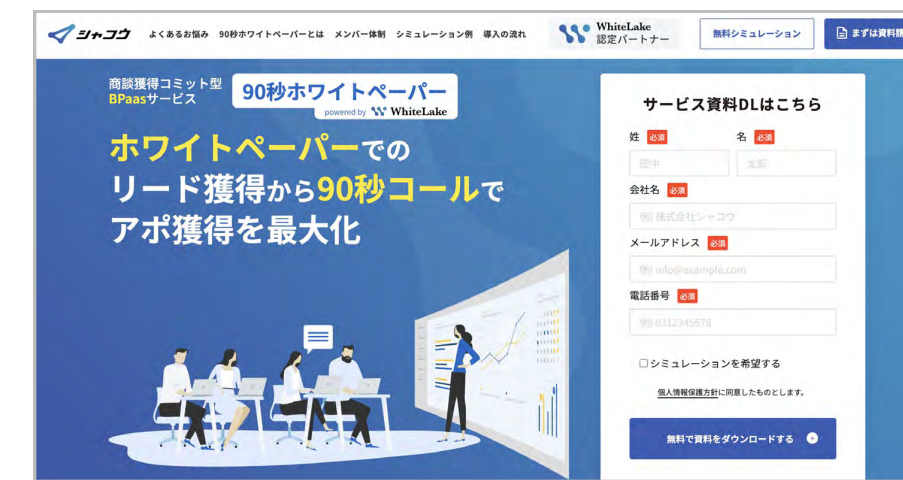 シャコウ
よくあるお悩み 90秒ホワイトペーパーとは メンバー体制 シミュレーション例 導入の流れ
WhiteLake
認定パートナー
無料シミュレーション
まずは資料請
商談獲得コミット型
BPaasサービス
90秒ホワイトペーパー
powered by WhiteLake
ホワイトペーパーでの
リード獲得から90秒コールで
アポ獲得を最大化
サービス資料DLはこちら
姓 必須 名 必須
田中 太郎
会社名 必須
例) 株式会社シャコウ
メールアドレス 必須
例) info@example.com
電話番号 必須
例) 0312345678
シミュレーションを希望する
個人情報保護方針に同意したものとします。
無料で資料をダウンロードする